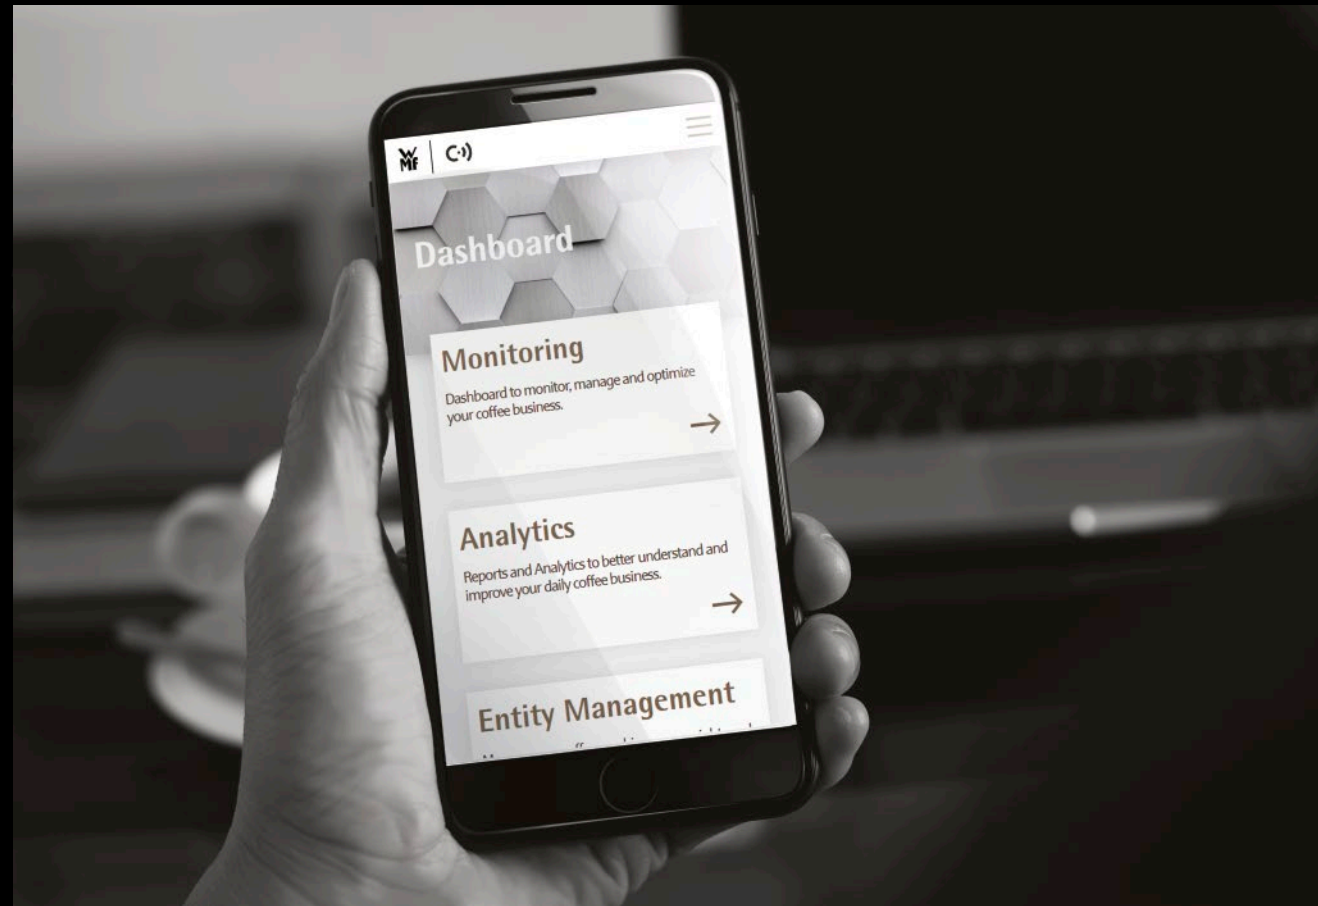 WMF
Dashboard
Monitoring
Dashboard to monitor, manage and optimize
your coffee business.
Analytics
Reports and Analytics to better understand and
improve your daily coffee business.
Entity Management